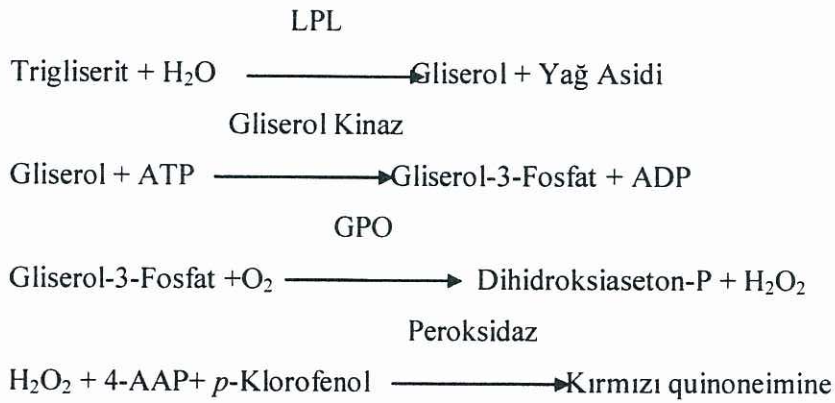 LPL
Trigliserit + H₂O ⟶ Gliserol + Yağ Asidi
Gliserol Kinaz
Gliserol + ATP ⟶ Gliserol-3-Fosfat + ADP
GPO
Gliserol-3-Fosfat +O₂ ⟶ Dihidroksiaseton-P + H₂O₂
Peroksidaz
H₂O₂ + 4-AAP+ p-Klorofenol ⟶ Kırmızı quinoneimine